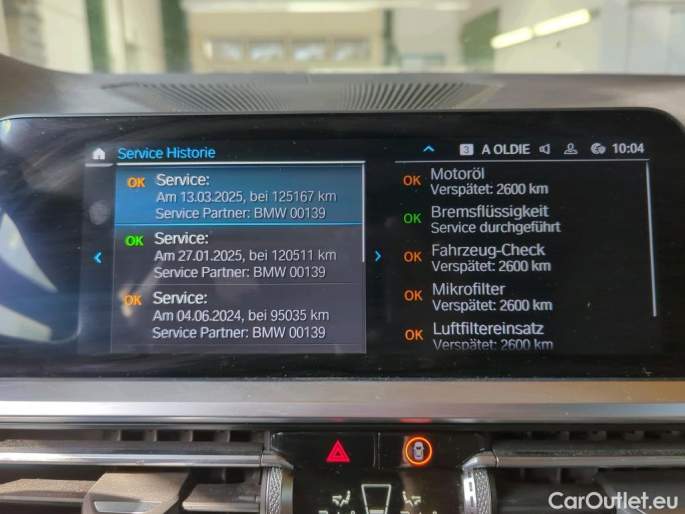 Service Historie
3 A OLDIE 10:04
OK Service:
Am 13.03.2025, bei 125167 km
Service Partner: BMW 00139
OK Service:
Am 27.01.2025, bei 120511 km
Service Partner: BMW 00139
OK Service:
Am 04.06.2024, bei 95035 km
Service Partner: BMW 00139
OK Motoröl
Verspätet: 2600 km
OK Bremsflüssigkeit
Service durchgeführt
OK Fahrzeug-Check
Verspätet: 2600 km
OK Mikrofilter
Verspätet: 2600 km
OK Luftfiltereinsatz
Verspätet: 2600 km
CarOutlet.eu